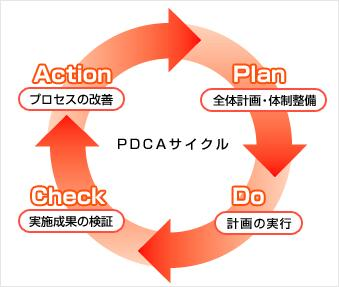 Action
プロセスの改善
Plan
全体計画・体制整備
PDCAサイクル
Check
実施成果の検証
Do
計画の実行